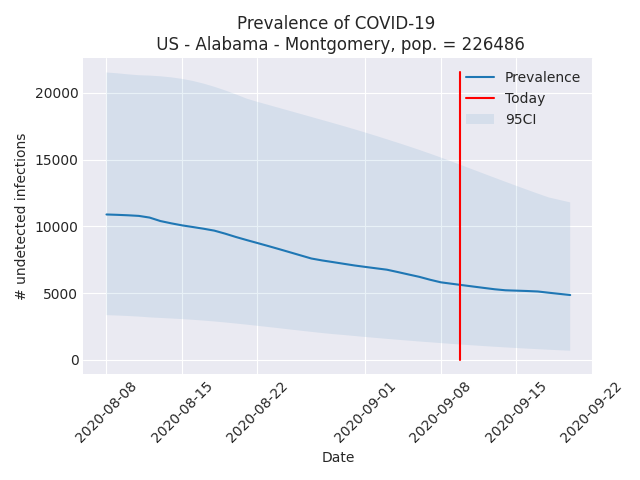 Prevalence of COVID-19
US - Alabama - Montgomery, pop. = 226486
# undetected infections
20000
15000
10000
5000
0
Prevalence
Today
95CI
2020-08-08
2020-08-15
2020-08-22
2020-09-01
2020-09-08
2020-09-15
2020-09-22
Date